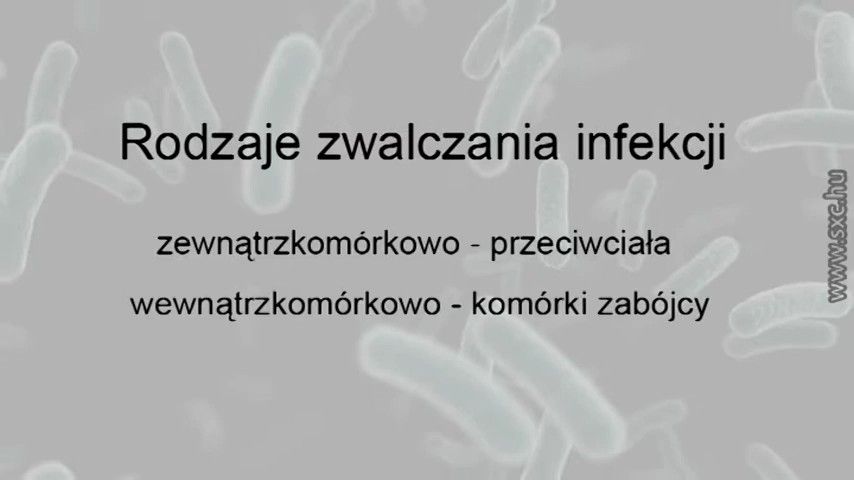 Rodzaje zwalczania infekcji
zewnątrzkomórkowo - przeciwciała
wewnątrzkomórkowo - komórki zabójcy
www.sxc.hu